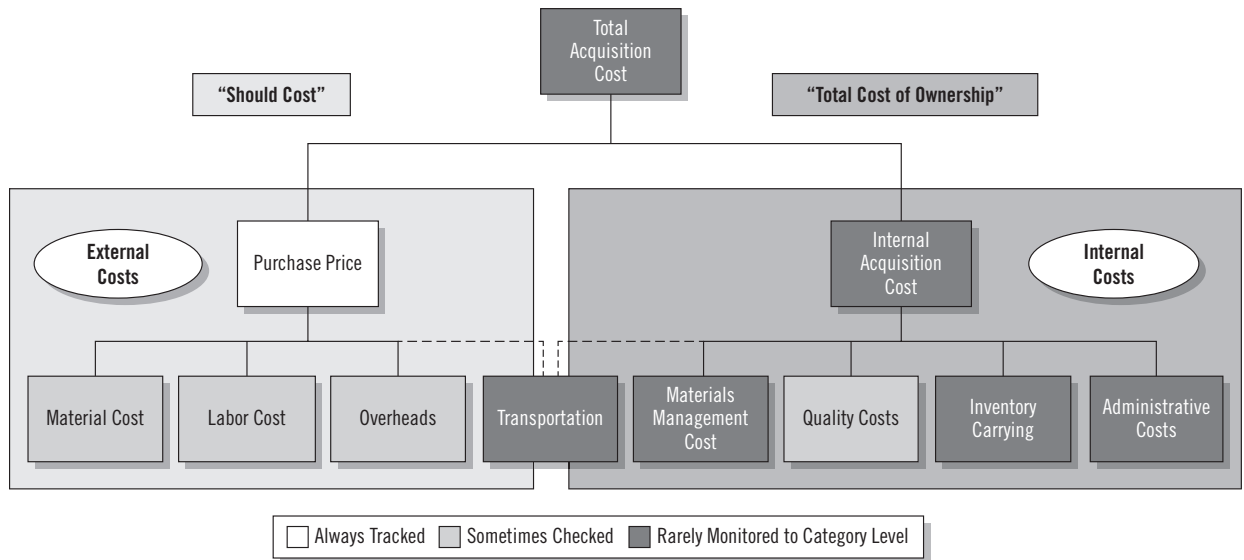 Total
Acquisition
Cost
“Should Cost”
“Total Cost of Ownership”
External
Costs
Purchase Price
Internal
Acquisition
Cost
Internal
Costs
Material Cost
Labor Cost
Overheads
Transportation
Materials
Management
Cost
Quality Costs
Inventory
Carrying
Administrative
Costs
Always Tracked
Sometimes Checked
Rarely Monitored to Category Level